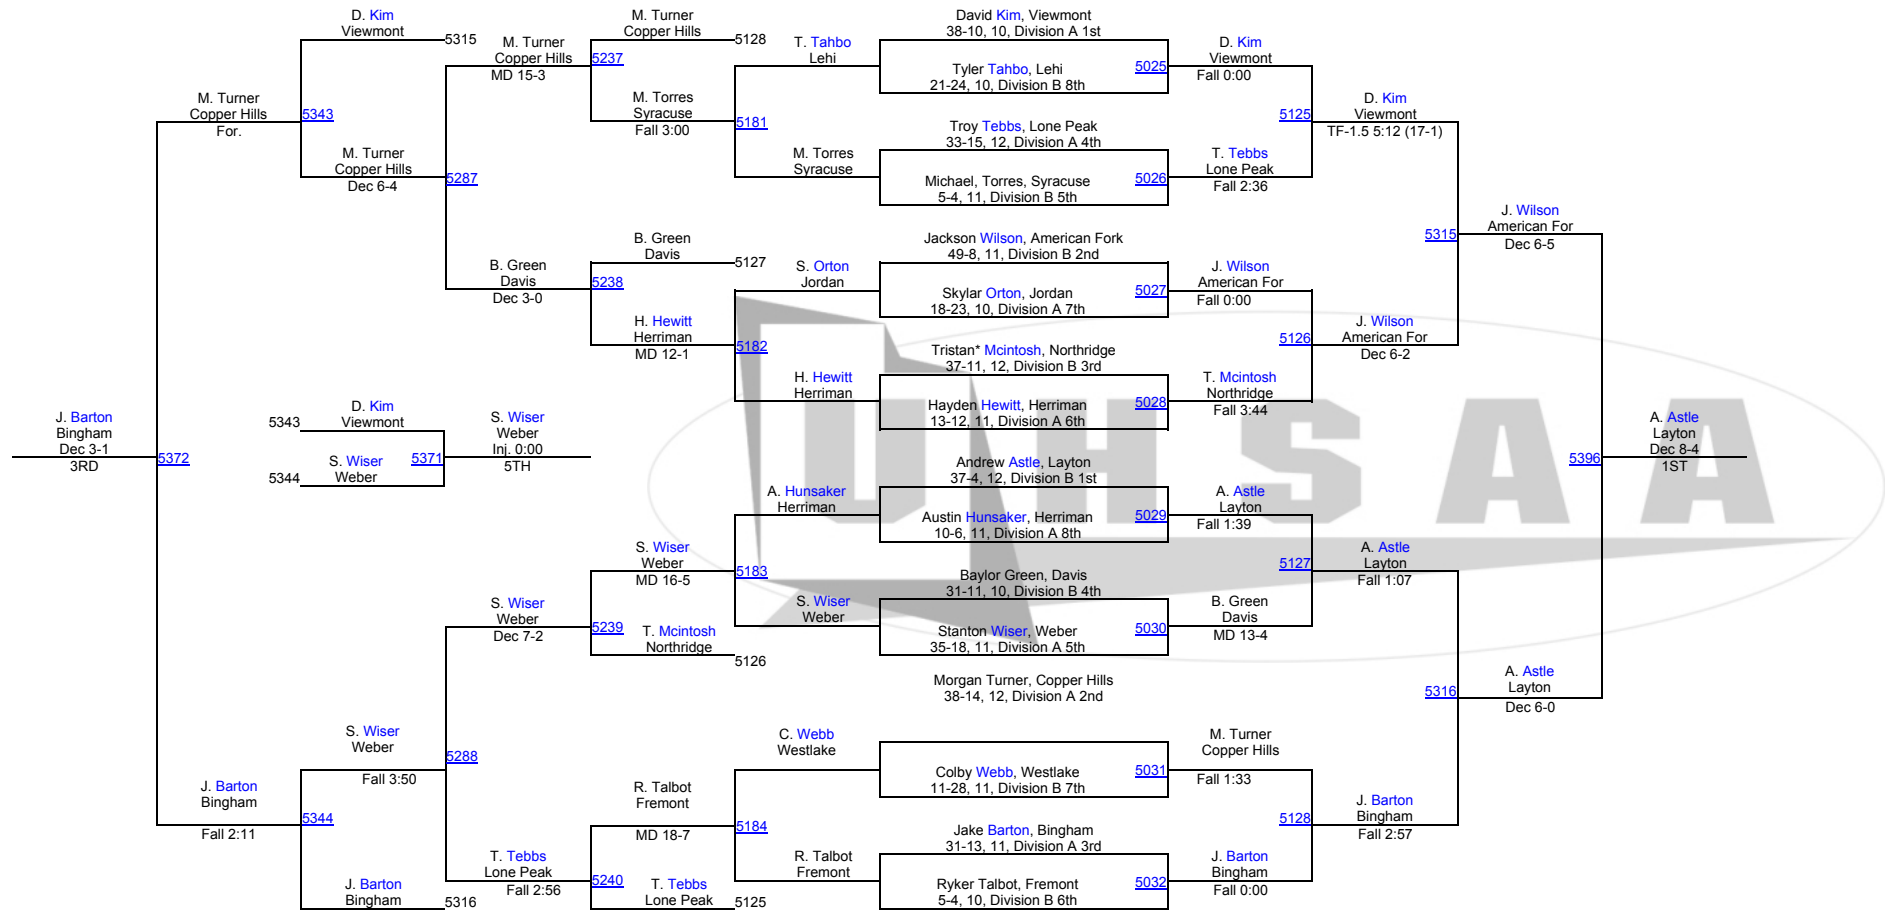 D. Kim
Viewmont
5315
M. Turner
Copper Hills
MD 15-3
M. Turner
Copper Hills
5128
5237
T. Tahbo
Lehi
David Kim, Viewmont
38-10, 10, Division A 1st
Tyler Tahbo, Lehi
21-24, 10, Division B 8th
5025
D. Kim
Viewmont
Fall 0:00
M. Turner
Copper Hills
For.
5343
M. Torres
Syracuse
Fall 3:00
5181
Troy Tebbs, Lone Peak
33-15, 12, Division A 4th
5125
D. Kim
Viewmont
TF-1.5 5:12 (17-1)
M. Turner
Copper Hills
Dec 6-4
5287
M. Torres
Syracuse
Michael, Torres, Syracuse
5-4, 11, Division B 5th
5026
T. Tebbs
Lone Peak
Fall 2:36
B. Green
Davis
5127
Jackson Wilson, American Fork
49-8, 11, Division B 2nd
5315
J. Wilson
American For
Dec 6-5
B. Green
Davis
Dec 3-0
5238
S. Orton
Jordan
Skylar Orton, Jordan
18-23, 10, Division A 7th
5027
J. Wilson
American For
Fall 0:00
H. Hewitt
Herriman
MD 12-1
5182
Tristan* Mcintosh, Northridge
37-11, 12, Division B 3rd
5126
J. Wilson
American For
Dec 6-2
H. Hewitt
Herriman
Hayden Hewitt, Herriman
13-12, 11, Division A 6th
5028
T. Mcintosh
Northridge
Fall 3:44
J. Barton
Bingham
Dec 3-1
3RD
5372
5343
D. Kim
Viewmont
5344
S. Wiser
Weber
5371
S. Wiser
Weber
Inj. 0:00
5TH
UHSAA
5396
A. Astle
Layton
Dec 8-4
1ST
Andrew Astle, Layton
37-4, 12, Division B 1st
A. Hunsaker
Herriman
Austin Hunsaker, Herriman
10-6, 11, Division A 8th
5029
A. Astle
Layton
Fall 1:39
S. Wiser
Weber
MD 16-5
5183
Baylor Green, Davis
31-11, 10, Division B 4th
5127
A. Astle
Layton
Fall 1:07
S. Wiser
Weber
Dec 7-2
5239
T. Mcintosh
Northridge
5126
S. Wiser
Weber
Stanton Wiser, Weber
35-18, 11, Division A 5th
5030
B. Green
Davis
MD 13-4
Morgan Turner, Copper Hills
38-14, 12, Division A 2nd
5316
A. Astle
Layton
Dec 6-0
S. Wiser
Weber
Fall 3:50
5288
C. Webb
Westlake
Colby Webb, Westlake
11-28, 11, Division B 7th
5031
M. Turner
Copper Hills
Fall 1:33
J. Barton
Bingham
Fall 2:11
5344
R. Talbot
Fremont
MD 18-7
5184
Jake Barton, Bingham
31-13, 11, Division A 3rd
5128
J. Barton
Bingham
Fall 2:57
T. Tebbs
Lone Peak
Fall 2:56
5240
R. Talbot
Fremont
Ryker Talbot, Fremont
5-4, 10, Division B 6th
5032
J. Barton
Bingham
Fall 0:00
J. Barton
Bingham
5316
T. Tebbs
Lone Peak
5125